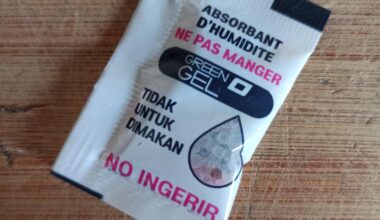 ABSORBANT
D'HUMIDITE
NE PAS MANGER
GREEN
GEL
TIDAK
UNTUK
DIMAKAN
NO INGERIR